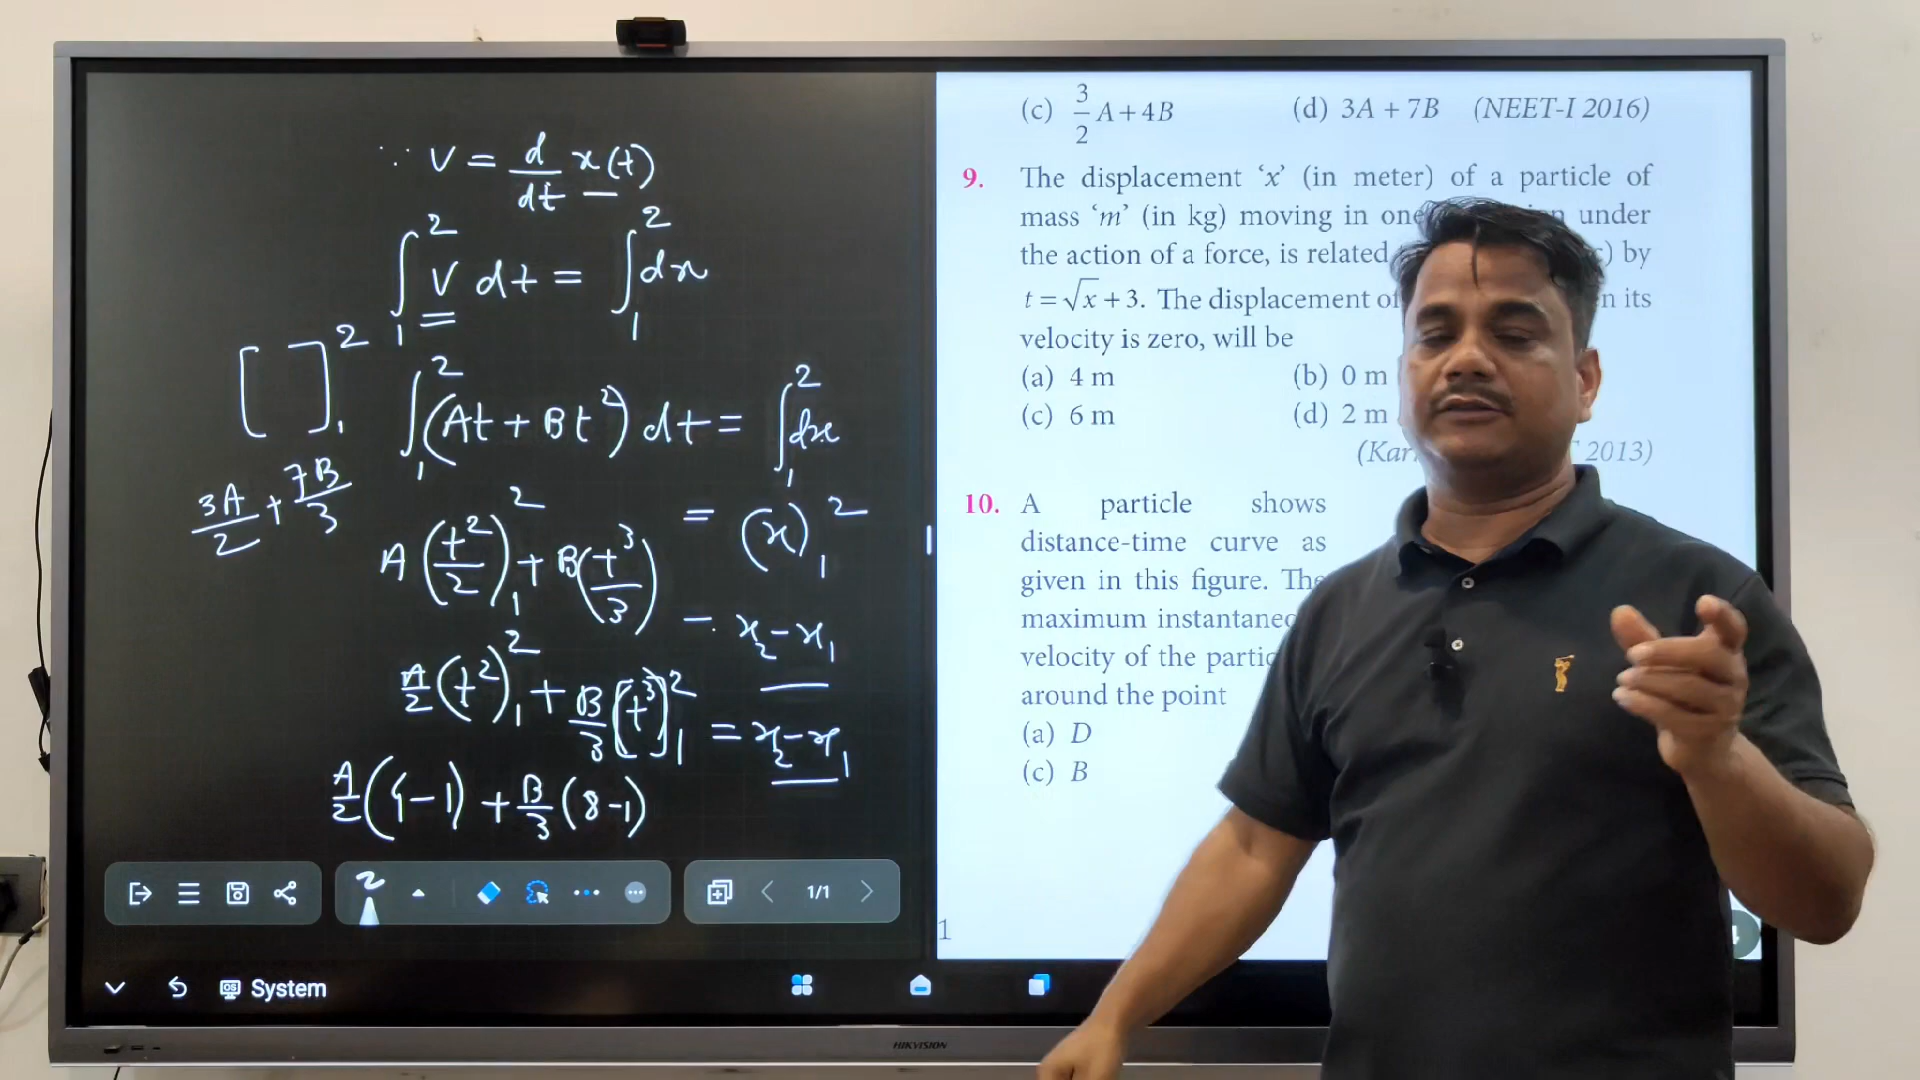 ∵ v = d/dt x(t)
∫₁² v dt = ∫₁² dx
[ ]₁²
∫₁² (At + Bt²) dt = ∫₁² dx
3A/2 + 7B/3
A(t²/2)₁² + B(t³/3) = (x)₁²
= x₂ - x₁
A/2 (t²)₁² + B/3 [t³]₁² = x₂ - x₁
A/2 (4-1) + B/3 (8-1)
1/1
System
HIKVISION
(c) 3/2 A + 4B (d) 3A + 7B (NEET-I 2016)
9. The displacement ‘x’ (in meter) of a particle of
mass ‘m’ (in kg) moving in one under
the action of a force, is related c) by
t = √x + 3. The displacement of n its
velocity is zero, will be
(a) 4 m (b) 0 m
(c) 6 m (d) 2 m
(Kar 2013)
10. A particle shows
distance-time curve as
given in this figure. The
maximum instantaneo
velocity of the partic
around the point
(a) D
(c) B
1